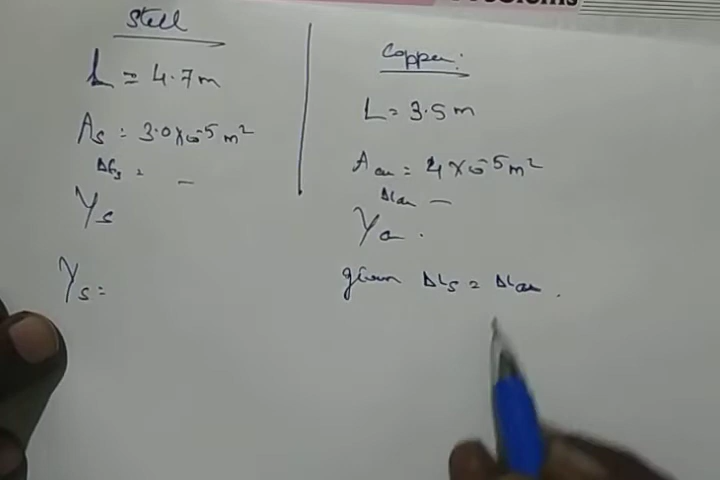 Steel
L = 4.7m
As = 3.0×10-5 m2
ΔLs = -
Ys
Ys =
Copper:
L = 3.5m
Acu = 4×10-5 m2
ΔLcu -
Ycu .
given ΔLs = ΔLcu .